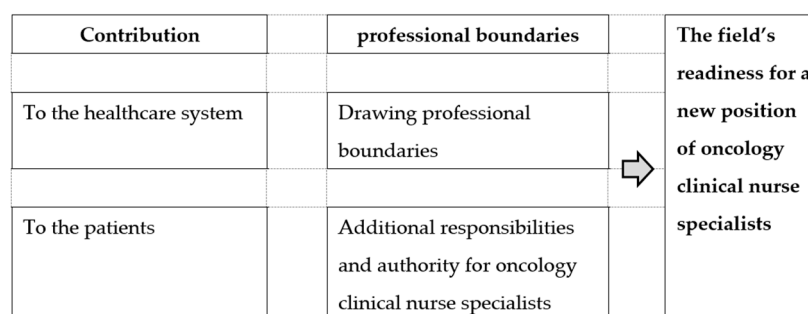 Contribution
professional boundaries
The field's
readiness for a
new position
of oncology
clinical nurse
specialists
To the healthcare system
Drawing professional
boundaries
To the patients
Additional responsibilities
and authority for oncology
clinical nurse specialists